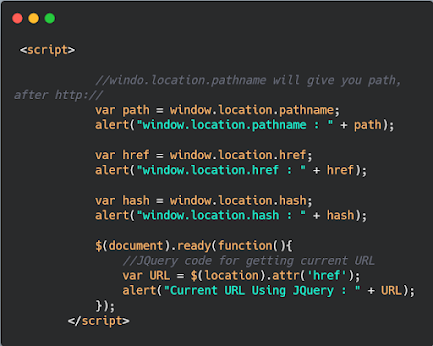 <script>
//windo.location.pathname will give you path,
after http://
var path = window.location.pathname;
alert("window.location.pathname : " + path);
var href = window.location.href;
alert("window.location.href : " + href);
var hash = window.location.hash;
alert("window.location.hash : " + hash);
$(document).ready(function(){
//JQuery code for getting current URL
var URL = $(location).attr('href');
alert("Current URL Using JQuery : " + URL);
});
</script>